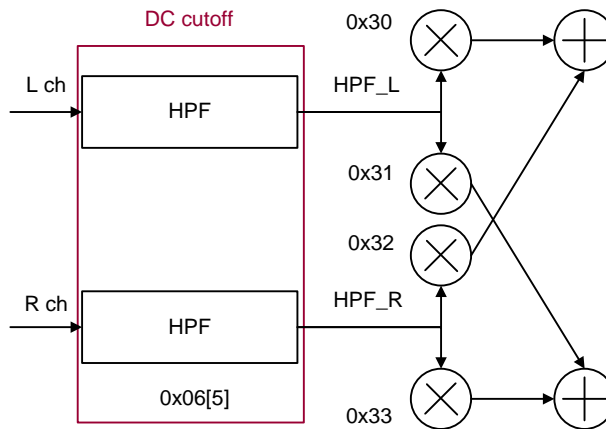 DC cutoff
0x30
L ch
HPF
HPF_L
0x31
0x32
R ch
HPF
HPF_R
0x06[5]
0x33